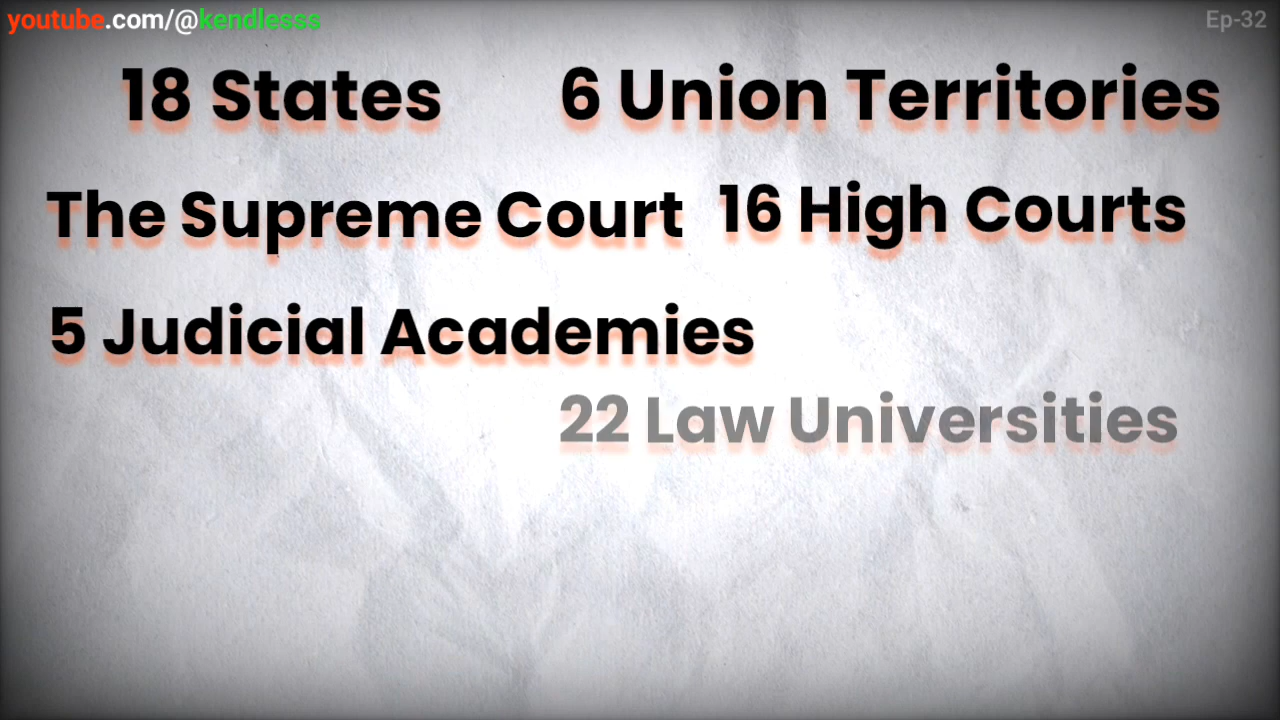 youtube.com/@kendlesss
Ep-32
18 States
6 Union Territories
The Supreme Court
16 High Courts
5 Judicial Academies
22 Law Universities